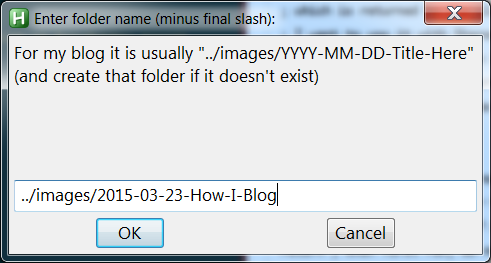 H Enter folder name (minus final slash):
For my blog it is usually "../images/YYYY-MM-DD-Title-Here"
(and create that folder if it doesn't exist)
../images/2015-03-23-How-I-Blog
OK Cancel